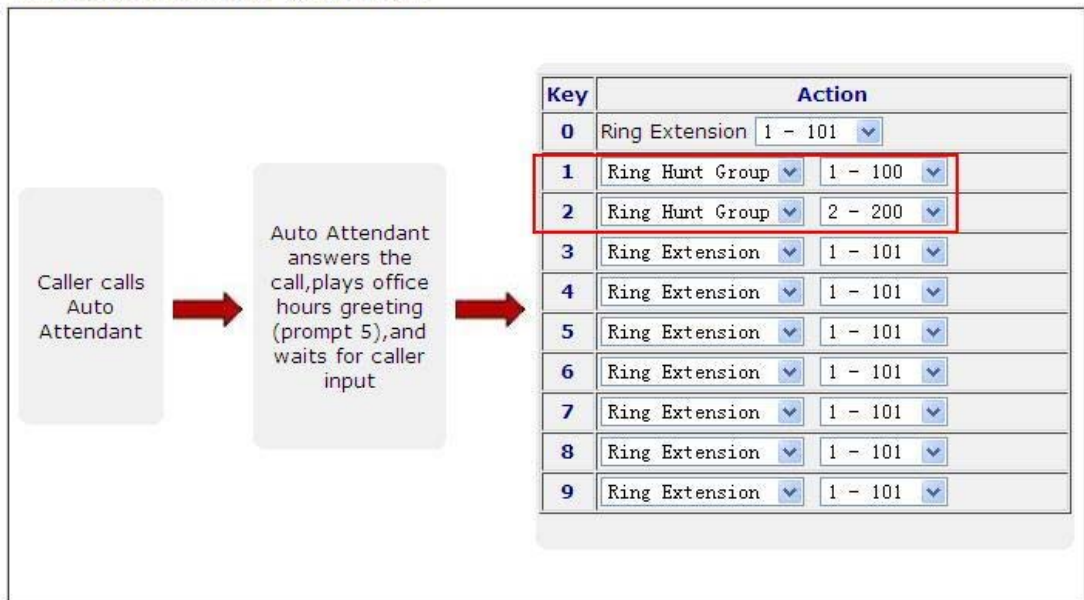 Caller calls
Auto
Attendant
Auto Attendant
answers the
call,plays office
hours greeting
(prompt 5),and
waits for caller
input
Key Action
0 Ring Extension 1 - 101
1 Ring Hunt Group 1 - 100
2 Ring Hunt Group 2 - 200
3 Ring Extension 1 - 101
4 Ring Extension 1 - 101
5 Ring Extension 1 - 101
6 Ring Extension 1 - 101
7 Ring Extension 1 - 101
8 Ring Extension 1 - 101
9 Ring Extension 1 - 101